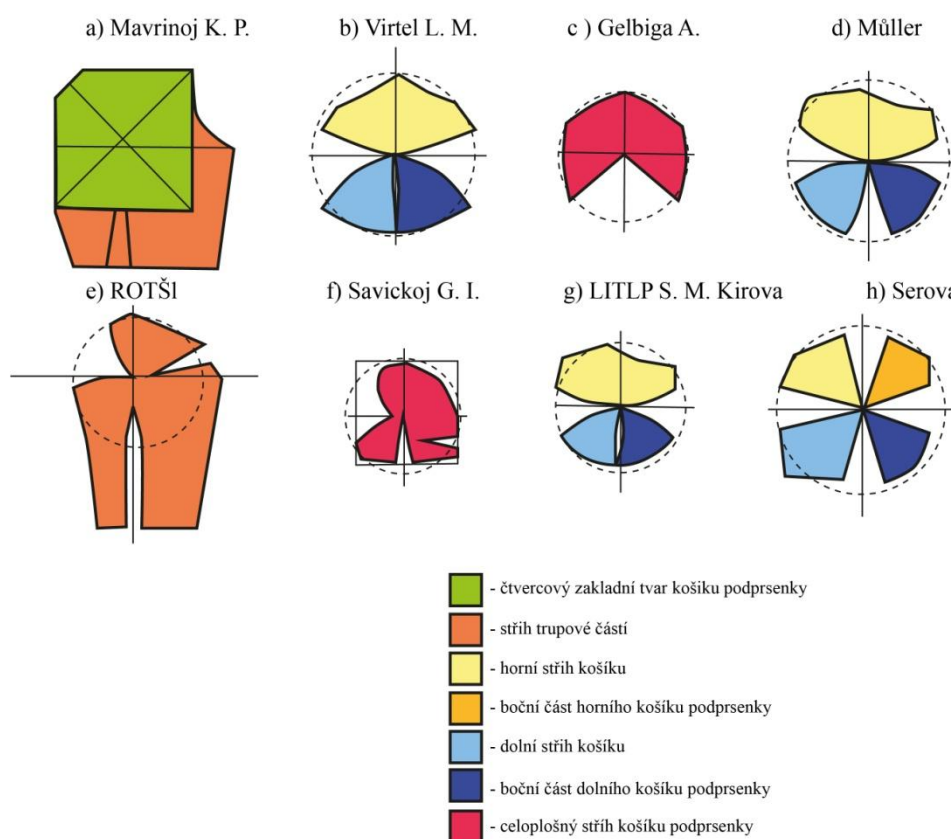 a) Mavrinoj K. P.
b) Virtel L. M.
c ) Gelbiga A.
d) Můller
e) ROTŠl
f) Savickoj G. I.
g) LITLP S. M. Kirova
h) Serova
- čtvercový zakladní tvar košiku podprsenky
- střih trupové částí
- horní střih košíku
- boční část horního košíku podprsenky
- dolní střih košíku
- boční část dolního košíku podprsenky
- celoplošný stříh košíku podprsenky